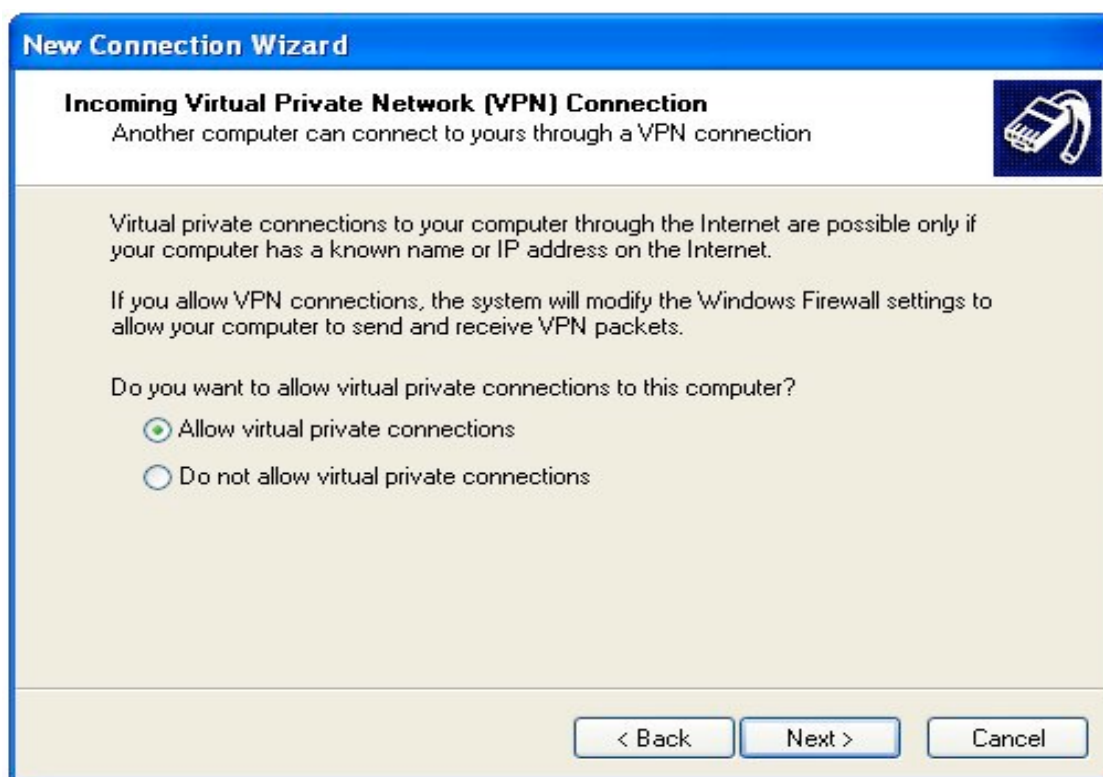 New Connection Wizard
Incoming Virtual Private Network (VPN) Connection
Another computer can connect to yours through a VPN connection
Virtual private connections to your computer through the Internet are possible only if
your computer has a known name or IP address on the Internet.
If you allow VPN connections, the system will modify the Windows Firewall settings to
allow your computer to send and receive VPN packets.
Do you want to allow virtual private connections to this computer?
Allow virtual private connections
Do not allow virtual private connections
< Back Next > Cancel